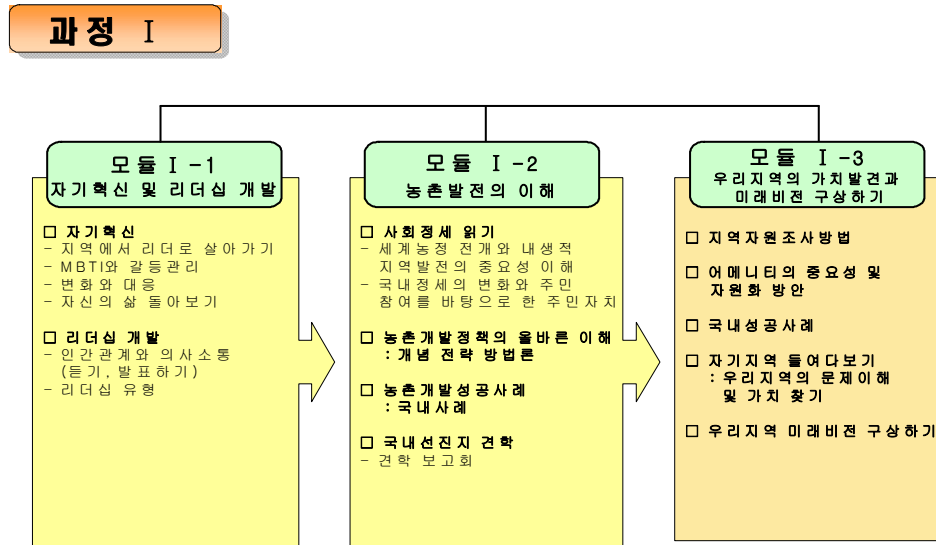 과정 Ⅰ
모듈 Ⅰ-1
자기혁신 및 리더십 개발
□ 자기혁신
- 지역에서 리더로 살아가기
- MBTI와 갈등관리
- 변화와 대응
- 자신의 삶 돌아보기
□ 리더십 개발
- 인간관계와 의사소통
(듣기, 발표하기)
- 리더십 유형
모듈 Ⅰ-2
농촌발전의 이해
□ 사회정세 읽기
- 세계농정 전개와 내생적
지역발전의 중요성 이해
- 국내정세의 변화와 주민
참여를 바탕으로 한 주민자치
□ 농촌개발정책의 올바른 이해
: 개념 전략 방법론
□ 농촌개발성공사례
: 국내사례
□ 국내선진지 견학
- 견학 보고회
모듈 Ⅰ-3
우리지역의 가치발견과
미래비전 구상하기
□ 지역자원조사방법
□ 어메니티의 중요성 및
자원화 방안
□ 국내성공사례
□ 자기지역 들여다보기
: 우리지역의 문제이해
및 가치 찾기
□ 우리지역 미래비전 구상하기